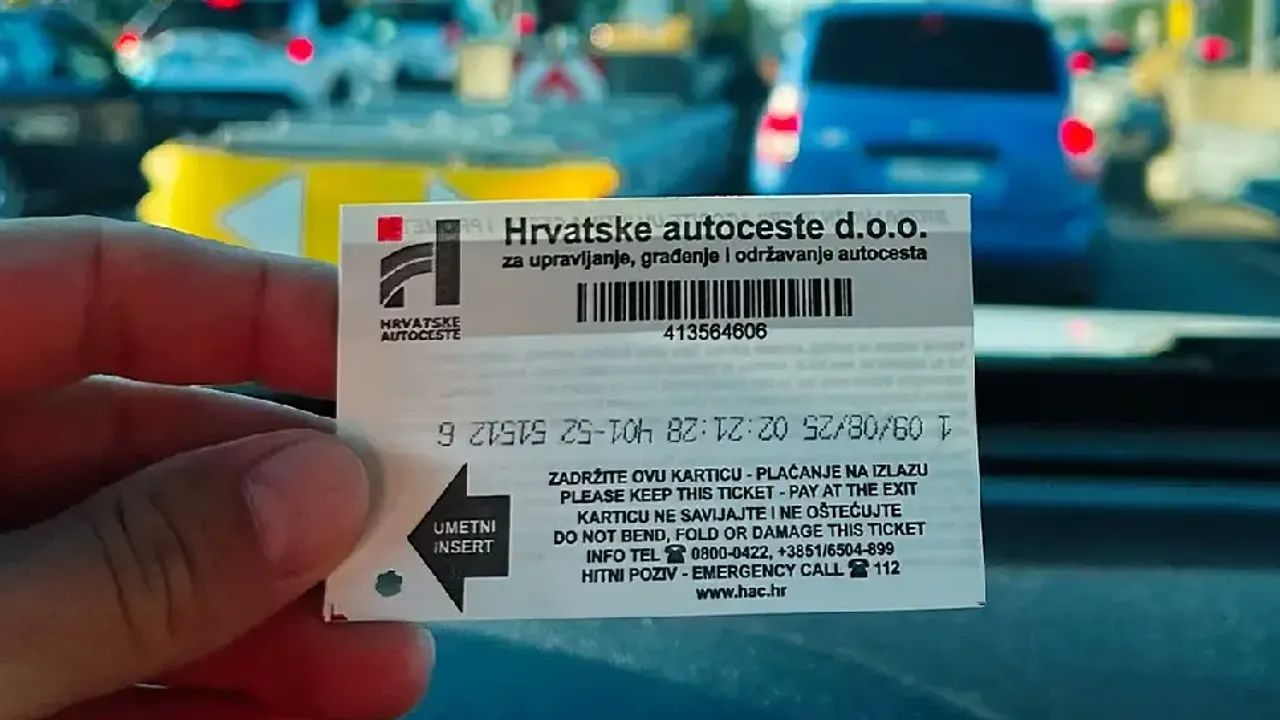 Hrvatske autoceste d.o.o.
za upravljanje, građenje i održavanje autocesta
HRVATSKE
AUTOCESTE
413564606
1 09/08/25 02:21:28 401-52 51512 6
UMETNI
INSERT
ZADRŽITE OVU KARTICU - PLAĆANJE NA IZLAZU
PLEASE KEEP THIS TICKET - PAY AT THE EXIT
KARTICU NE SAVIJAJTE I NE OŠTEĆUJTE
DO NOT BEND, FOLD OR DAMAGE THIS TICKET
INFO TEL ☎ 0800-0422, +3851/6504-899
HITNI POZIV - EMERGENCY CALL ☎ 112
www.hac.hr